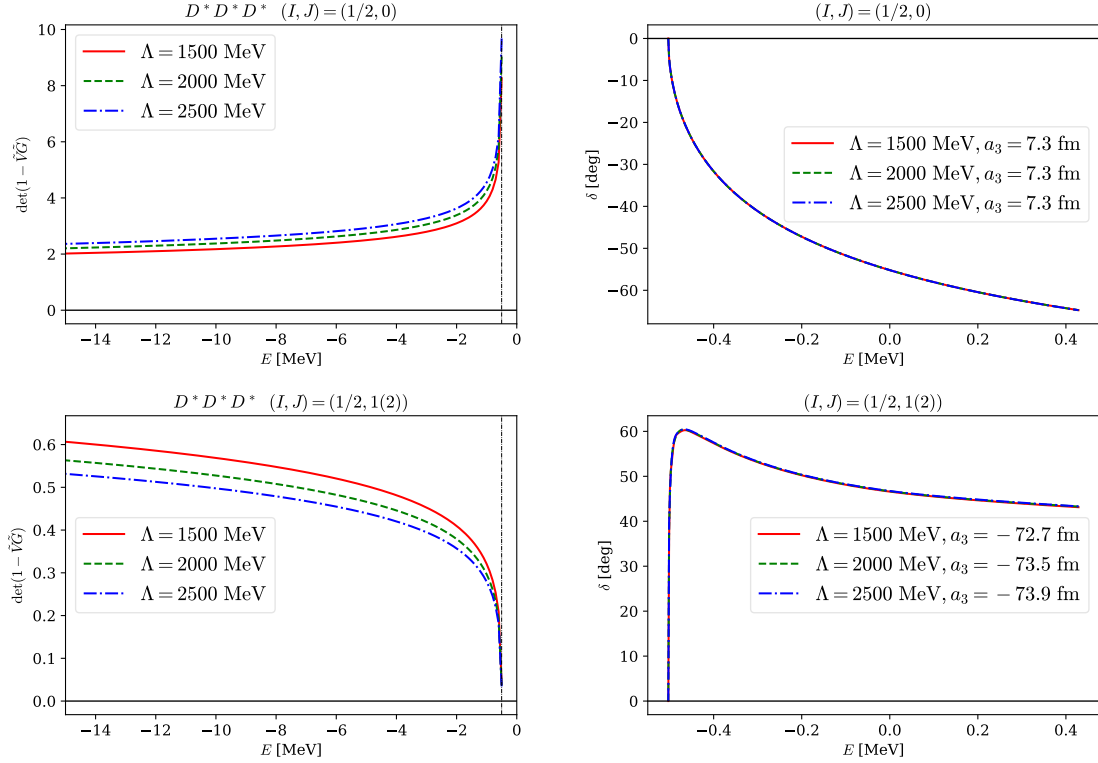 D*D*D* (I, J) = (1/2, 0)
det(1 − ṼG̃)
10
8
6
4
2
0
Λ = 1500 MeV
Λ = 2000 MeV
Λ = 2500 MeV
−14 −12 −10 −8 −6 −4 −2 0
E [MeV]
(I, J) = (1/2, 0)
δ [deg]
0
−10
−20
−30
−40
−50
−60
Λ = 1500 MeV, a₃ = 7.3 fm
Λ = 2000 MeV, a₃ = 7.3 fm
Λ = 2500 MeV, a₃ = 7.3 fm
−0.4 −0.2 0.0 0.2 0.4
E [MeV]
D*D*D* (I, J) = (1/2, 1(2))
det(1 − ṼG̃)
0.6
0.5
0.4
0.3
0.2
0.1
0.0
Λ = 1500 MeV
Λ = 2000 MeV
Λ = 2500 MeV
−14 −12 −10 −8 −6 −4 −2 0
E [MeV]
(I, J) = (1/2, 1(2))
δ [deg]
60
50
40
30
20
10
0
Λ = 1500 MeV, a₃ = −72.7 fm
Λ = 2000 MeV, a₃ = −73.5 fm
Λ = 2500 MeV, a₃ = −73.9 fm
−0.4 −0.2 0.0 0.2 0.4
E [MeV]